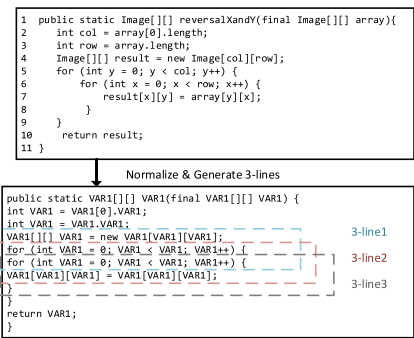 1 public static Image[][] reversalXandY(final Image[][] array){
2 int col = array[0].length;
3 int row = array.length;
4 Image[][] result = new Image[col][row];
5 for (int y = 0; y < col; y++) {
6 for (int x = 0; x < row; x++) {
7 result[x][y] = array[y][x];
8 }
9 }
10 return result;
11 }
Normalize & Generate 3-lines
public static VAR1[][] VAR1(final VAR1[][] VAR1) {
int VAR1 = VAR1[0].VAR1;
int VAR1 = VAR1.VAR1;
VAR1[][] VAR1 = new VAR1[VAR1][VAR1];
3-line1
for (int VAR1 = 0; VAR1 < VAR1; VAR1++) {
3-line2
for (int VAR1 = 0; VAR1 < VAR1; VAR1++) {
VAR1[VAR1][VAR1] = VAR1[VAR1][VAR1];
3-line3
}
}
return VAR1;
}